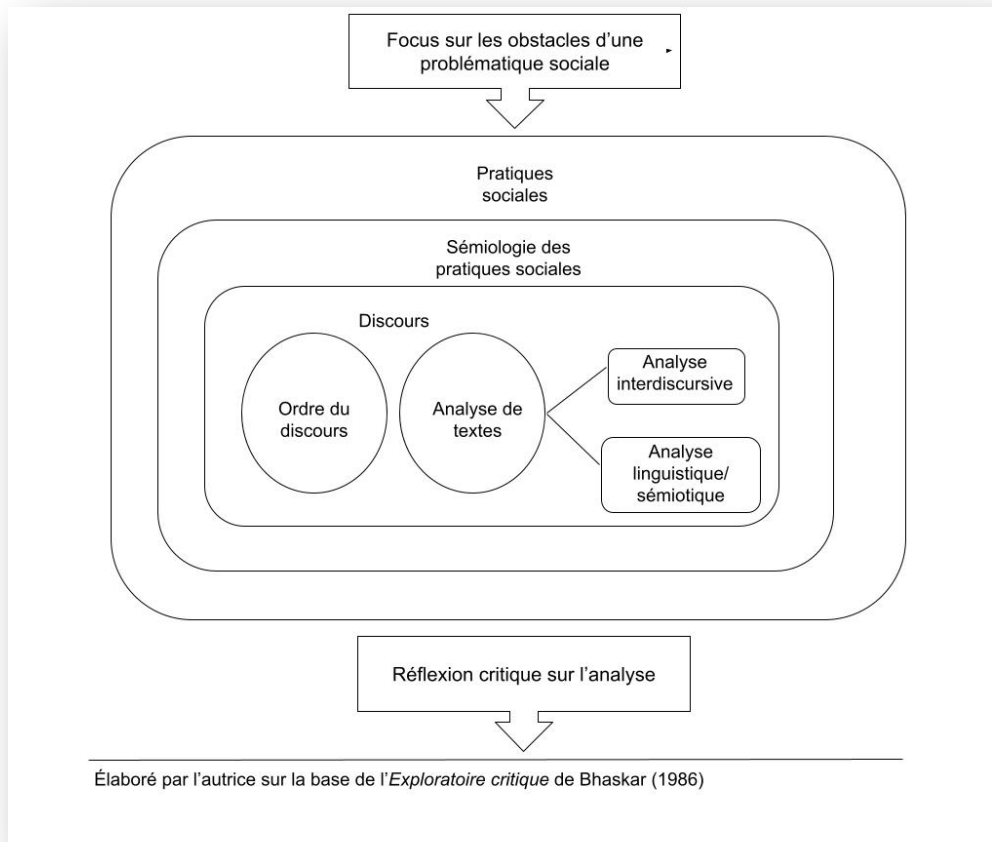 Focus sur les obstacles d’une
problématique sociale
Pratiques
sociales
Sémiologie des
pratiques sociales
Discours
Ordre du
discours
Analyse de
textes
Analyse
interdiscursive
Analyse
linguistique/
sémiotique
Réflexion critique sur l’analyse
Élaboré par l’autrice sur la base de l’Exploratoire critique de Bhaskar (1986)